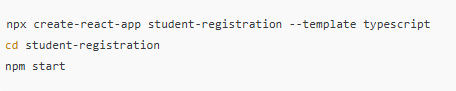 npx create-react-app student-registration --template typescript
cd student-registration
npm start